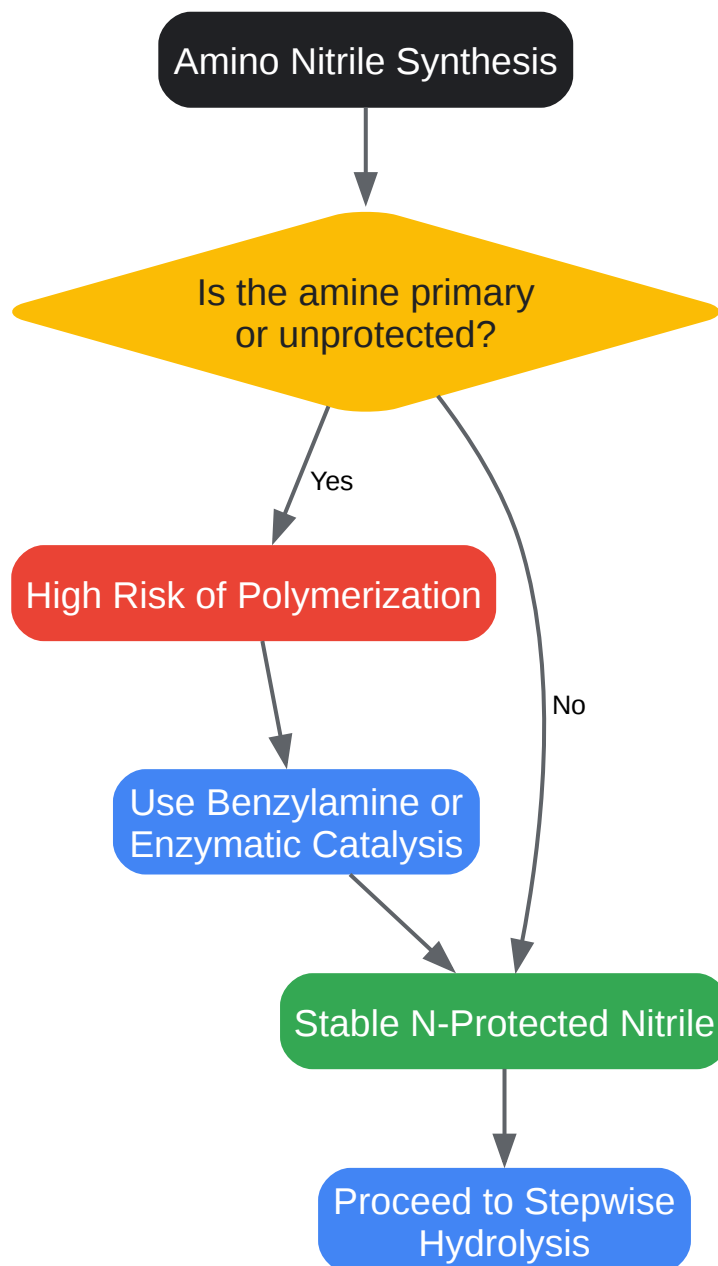 Amino Nitrile Synthesis
Is the amine primary
or unprotected?
Yes
High Risk of Polymerization
No
Use Benzylamine or
Enzymatic Catalysis
Stable N-Protected Nitrile
Proceed to Stepwise
Hydrolysis